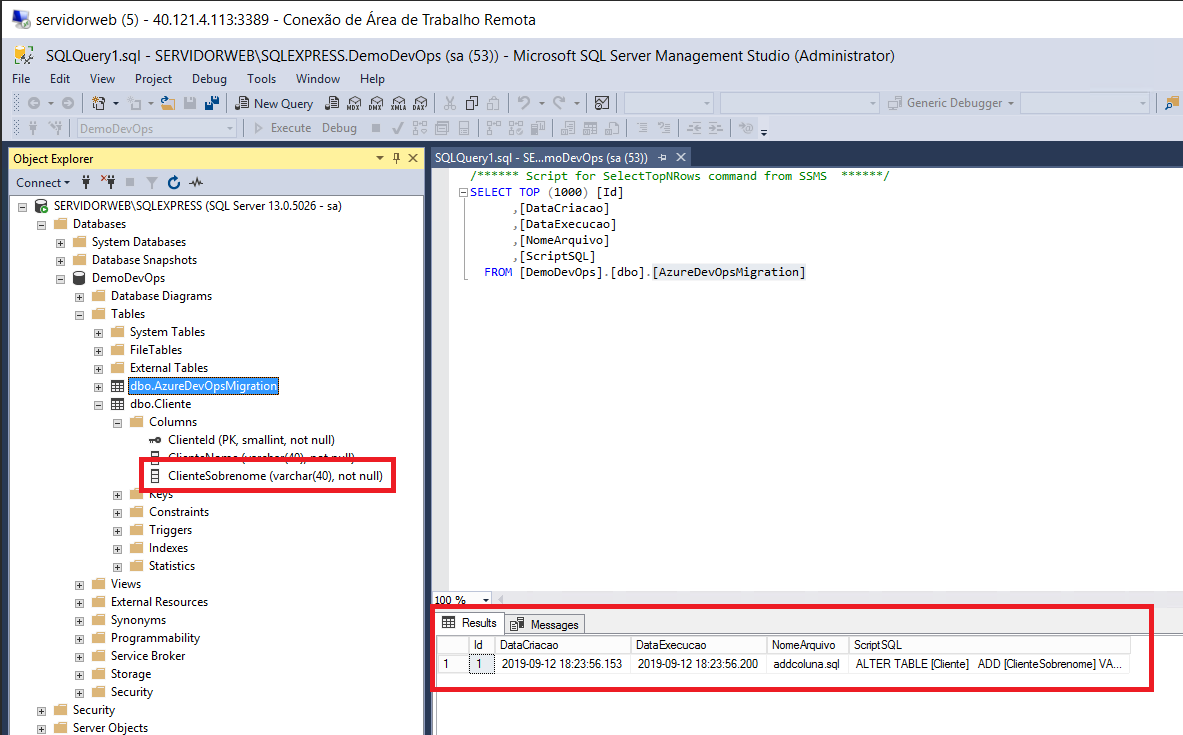 servidorweb (5) - 40.121.4.113:3389 - Conexão de Área de Trabalho Remota
SQLQuery1.sql - SERVIDORWEB\SQLEXPRESS.DemoDevOps (sa (53)) - Microsoft SQL Server Management Studio (Administrator)
File Edit View Project Debug Tools Window Help
New Query MDX DMX XMLA DAX Generic Debugger
DemoDevOps Execute Debug
Object Explorer
Connect
SERVIDORWEB\SQLEXPRESS (SQL Server 13.0.5026 - sa)
Databases
System Databases
Database Snapshots
DemoDevOps
Database Diagrams
Tables
System Tables
FileTables
External Tables
dbo.AzureDevOpsMigration
dbo.Cliente
Columns
ClienteId (PK, smallint, not null)
ClienteNome (varchar(40), not null)
ClienteSobrenome (varchar(40), not null)
Keys
Constraints
Triggers
Indexes
Statistics
Views
External Resources
Synonyms
Programmability
Service Broker
Storage
Security
Security
Server Objects
SQLQuery1.sql - SE...moDevOps (sa (53))
/****** Script for SelectTopNRows command from SSMS ******/
SELECT TOP (1000) [Id]
,[DataCriacao]
,[DataExecucao]
,[NomeArquivo]
,[ScriptSQL]
FROM [DemoDevOps].[dbo].[AzureDevOpsMigration]
100 %
Results Messages
Id DataCriacao DataExecucao NomeArquivo ScriptSQL
1 1 2019-09-12 18:23:56.153 2019-09-12 18:23:56.200 addcoluna.sql ALTER TABLE [Cliente] ADD [ClienteSobrenome] VA...